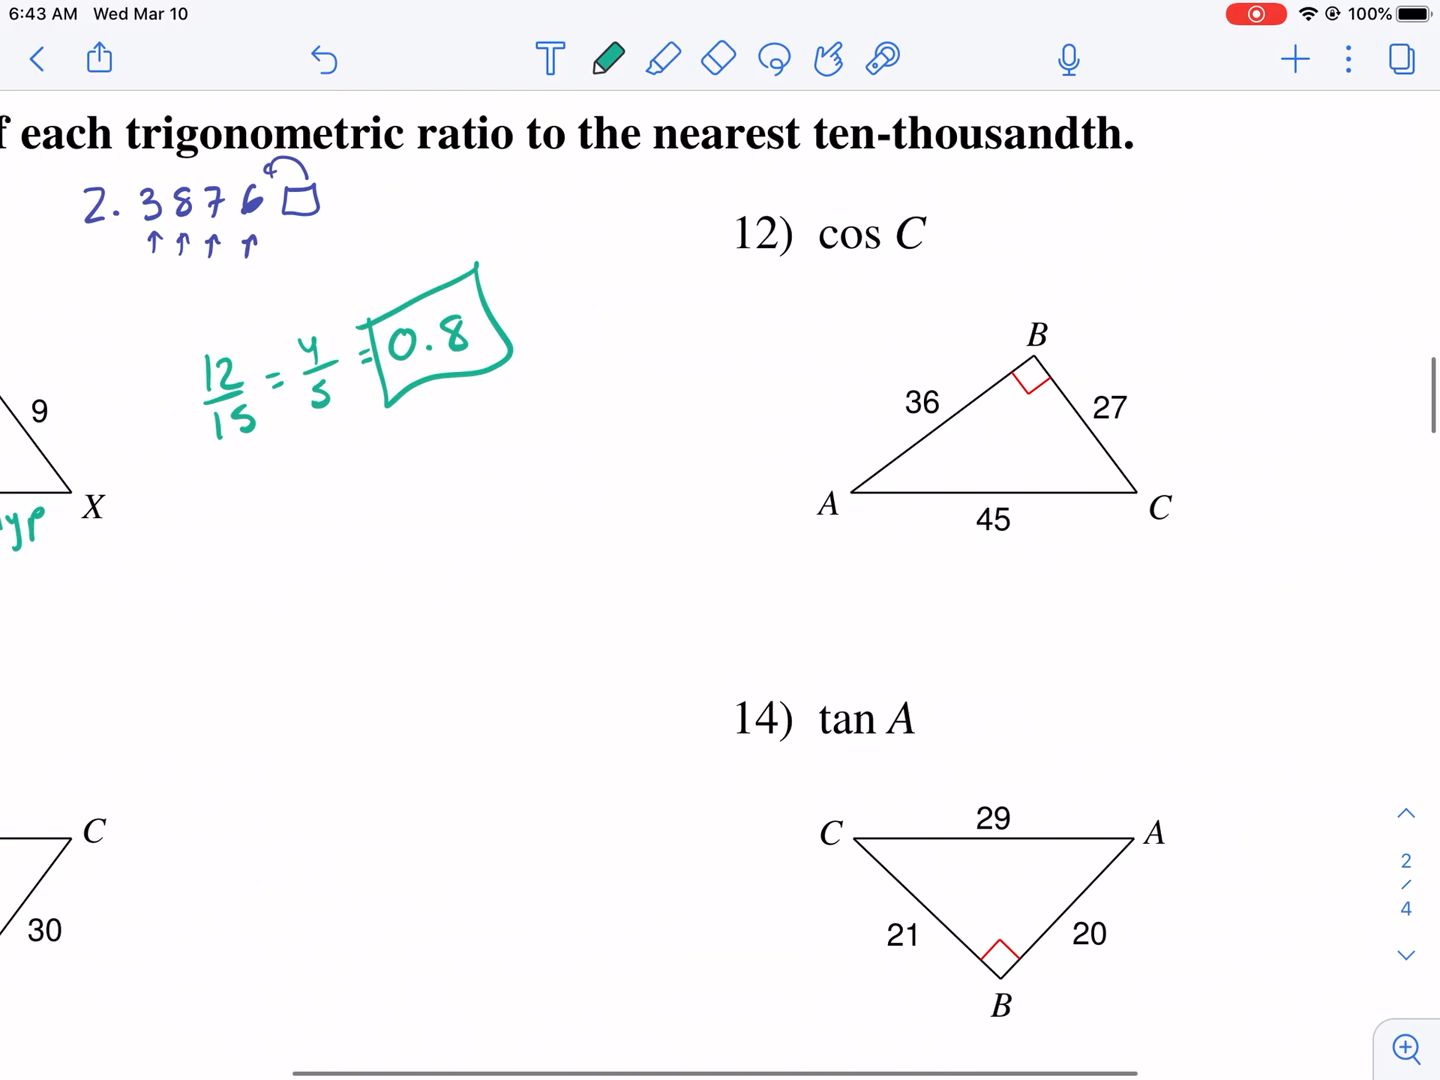 6:43 AM Wed Mar 10
100%
f each trigonometric ratio to the nearest ten-thousandth.
2.3876
12/15 = 4/5 = 0.8
9
X
yp
12) cos C
B
36
27
A
45
C
C
30
14) tan A
C
29
A
21
20
B
2
/
4